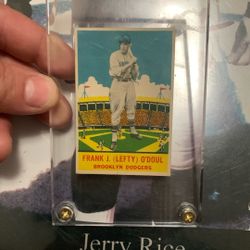 FRANK J. (LEFTY) O'DOUL
BROOKLYN DODGERS
Jerry Rice